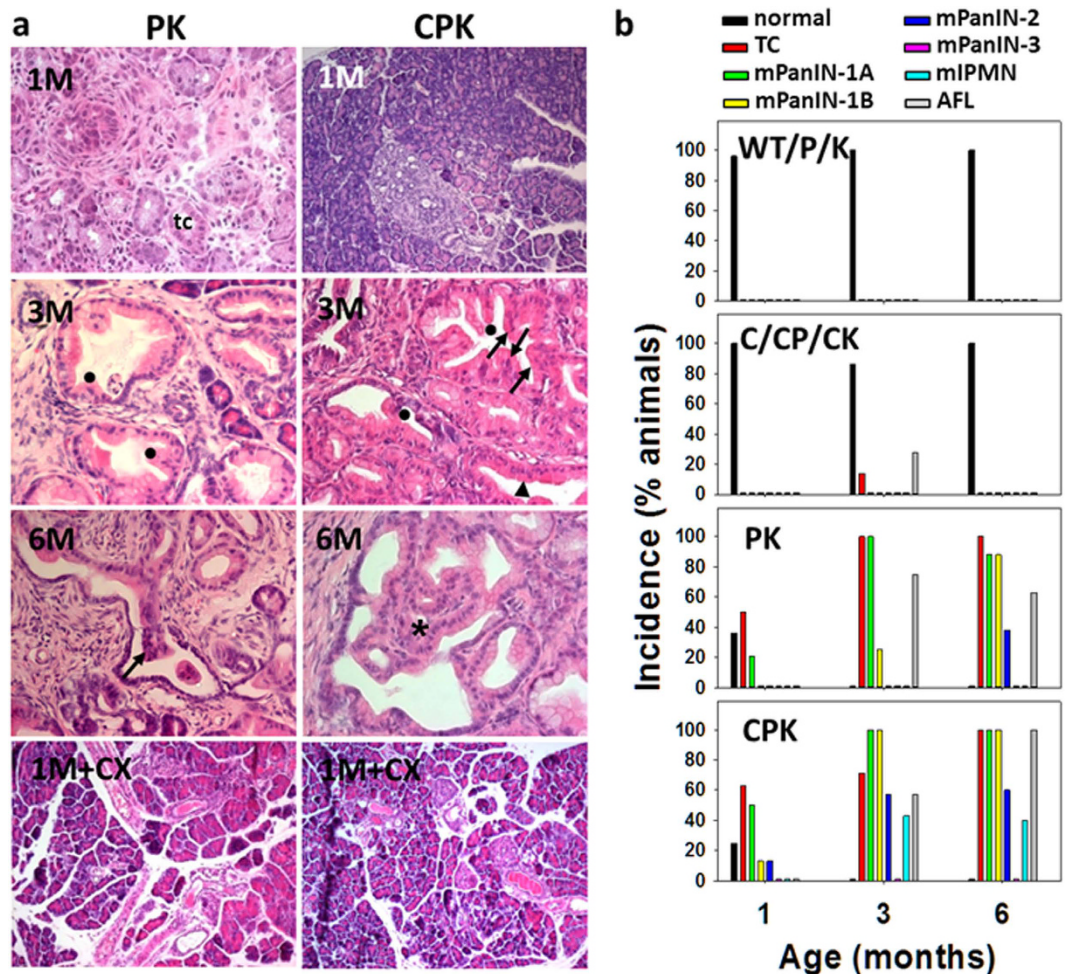 a
PK
CPK
1M
tc
1M
3M
3M
6M
*
6M
1M+CX
1M+CX
b
normal
TC
mPanIN-1A
mPanIN-1B
mPanIN-2
mPanIN-3
mIPMN
AFL
Incidence (% animals)
WT/P/K
100
80
60
40
20
0
C/CP/CK
100
80
60
40
20
0
PK
100
80
60
40
20
0
CPK
100
80
60
40
20
0
1 3 6
Age (months)